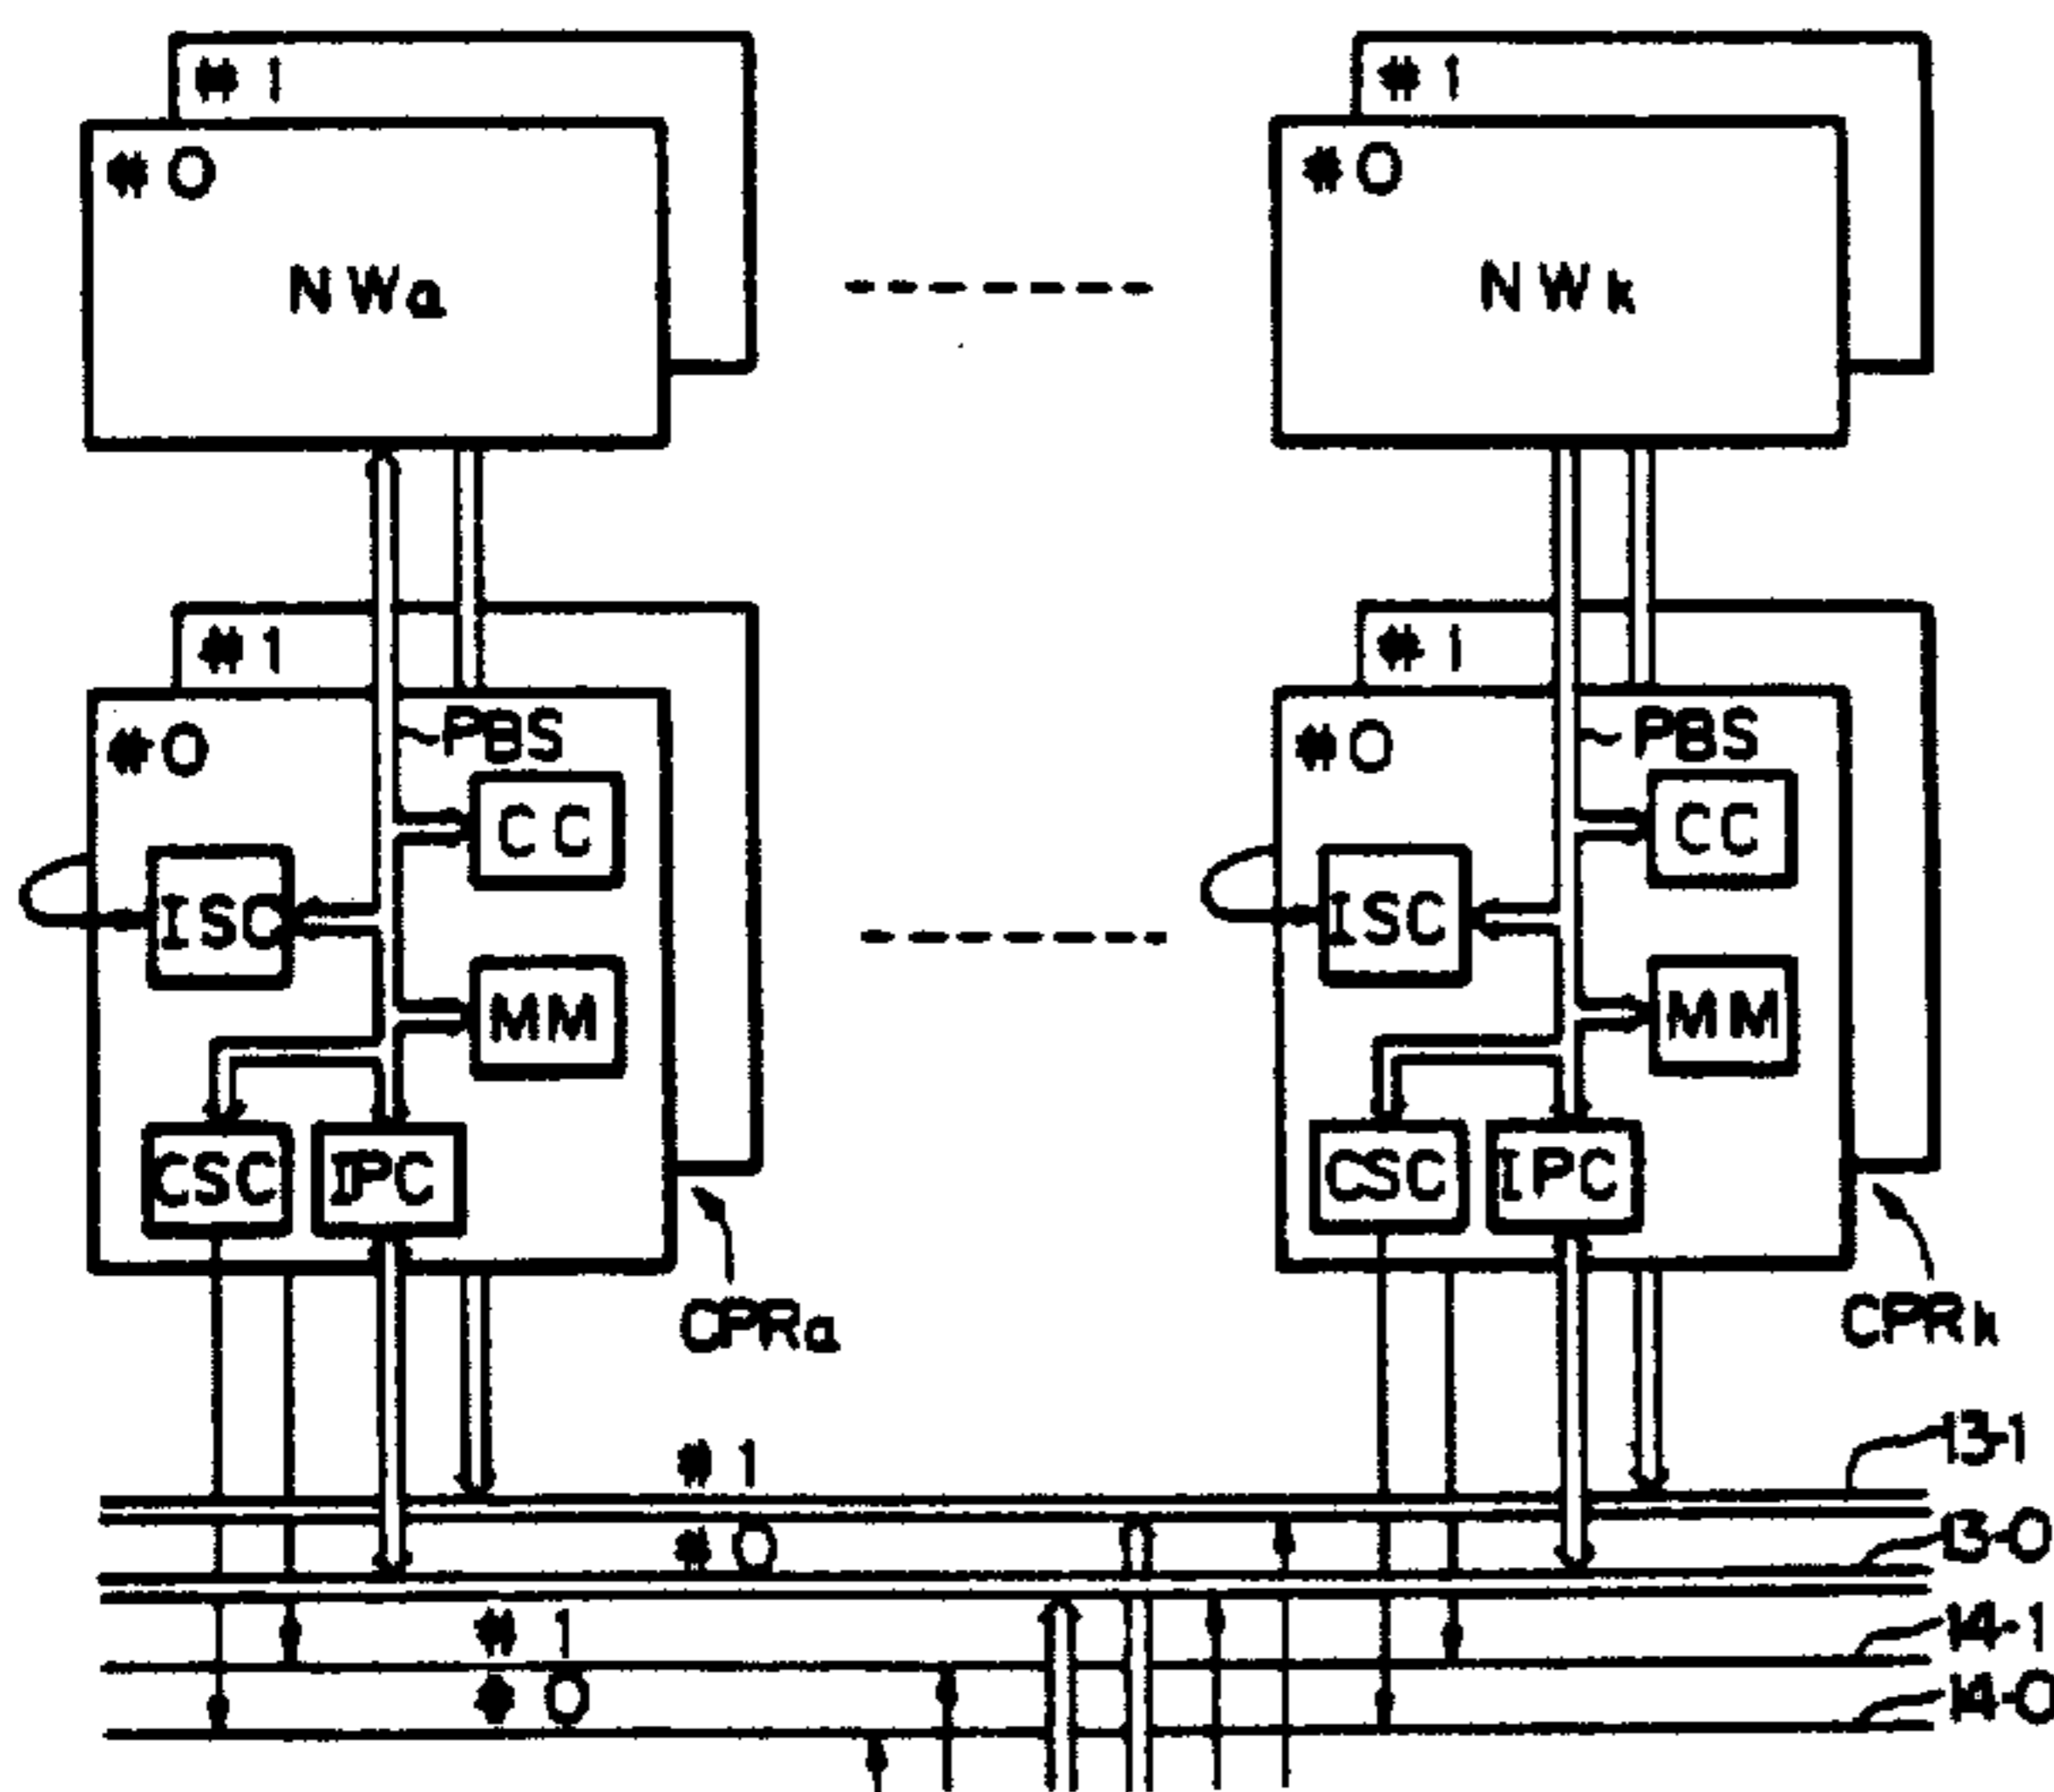 #1
#1
#0
#0
NWa
NWk
#1
#1
PBS
PBS
#0
#0
CC
CC
ISC
ISC
MM
MM
CSC
IPC
CSC
IPC
CPRa
CPRk
#1
13-1
#0
13-0
#1
14-1
#0
14-0